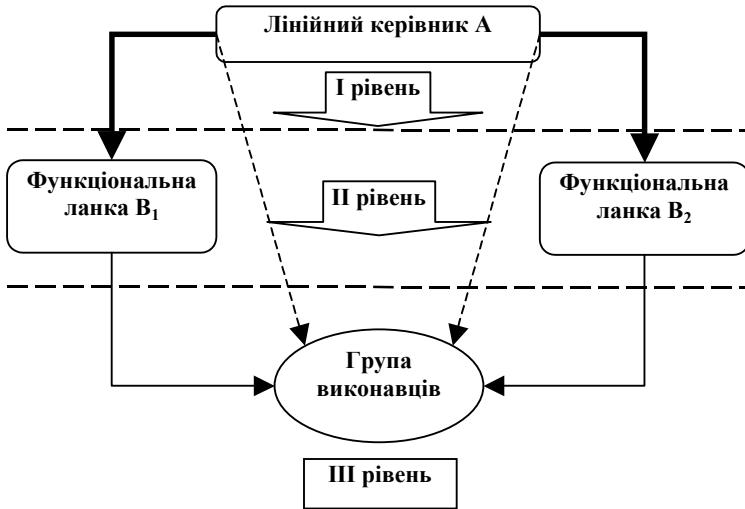 Лінійний керівник А
І рівень
Функціональна
ланка В₁
ІІ рівень
Функціональна
ланка В₂
Група
виконавців
ІІІ рівень